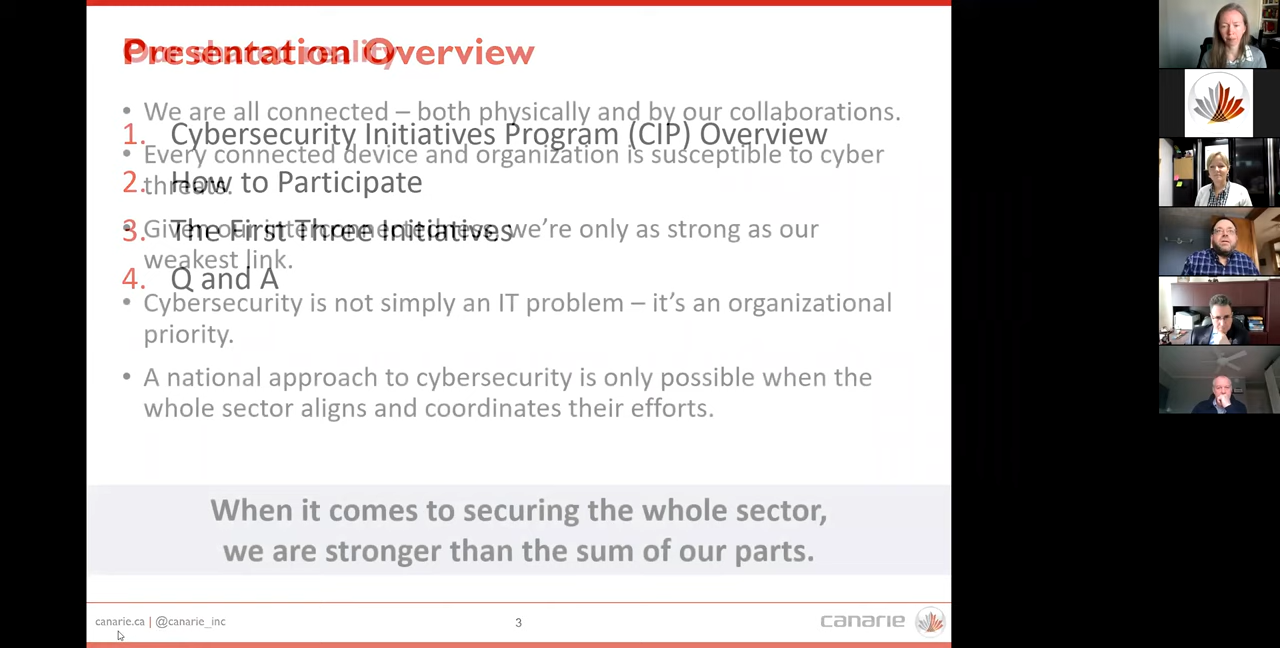 Presentation Overview
We are all connected – both physically and by our collaborations.
1. Cybersecurity Initiatives Program (CIP) Overview
Every connected device and organization is susceptible to cyber
threats.
2. How to Participate
Given our interconnectedness, we’re only as strong as our
3. The First Three Initiatives
weakest link.
4. Q and A
Cybersecurity is not simply an IT problem – it’s an organizational
priority.
A national approach to cybersecurity is only possible when the
whole sector aligns and coordinates their efforts.
When it comes to securing the whole sector,
we are stronger than the sum of our parts.
canarie.ca | @canarie_inc
3
canarie